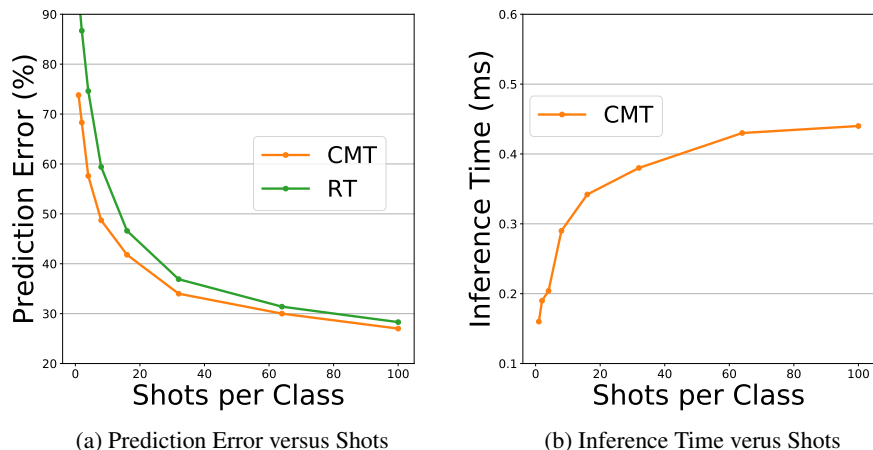 90
80
70
60
50
40
30
20
Prediction Error (%)
CMT
RT
0 20 40 60 80 100
Shots per Class
(a) Prediction Error versus Shots
0.6
0.5
0.4
0.3
0.2
0.1
Inference Time (ms)
CMT
0 20 40 60 80 100
Shots per Class
(b) Inference Time verus Shots